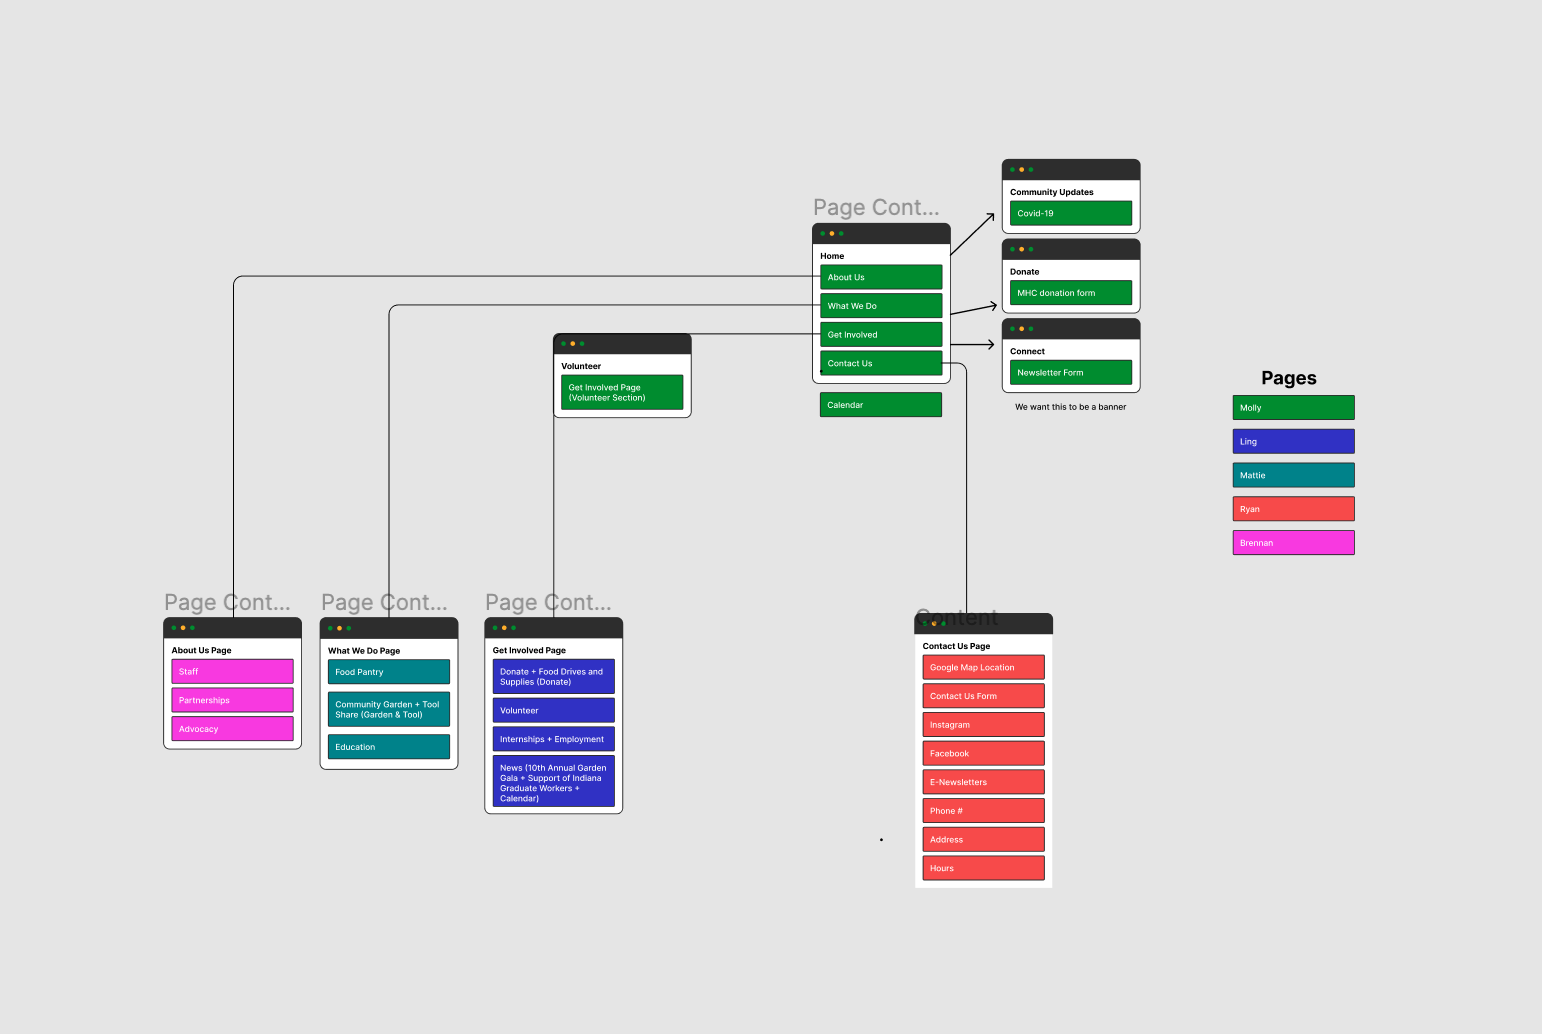 Page Cont...
Home
About Us
What We Do
Get Involved
Contact Us
Calendar
Community Updates
Covid-19
Donate
MHC donation form
Connect
Newsletter Form
We want this to be a banner
Volunteer
Get Involved Page
(Volunteer Section)
Pages
Molly
Ling
Mattie
Ryan
Brennan
Page Cont...
About Us Page
Staff
Partnerships
Advocacy
Page Cont...
What We Do Page
Food Pantry
Community Garden + Tool
Share (Garden & Tool)
Education
Page Cont...
Get Involved Page
Donate + Food Drives and
Supplies (Donate)
Volunteer
Internships + Employment
News (10th Annual Garden
Gala + Support of Indiana
Graduate Workers +
Calendar)
Content
Contact Us Page
Google Map Location
Contact Us Form
Instagram
Facebook
E-Newsletters
Phone #
Address
Hours